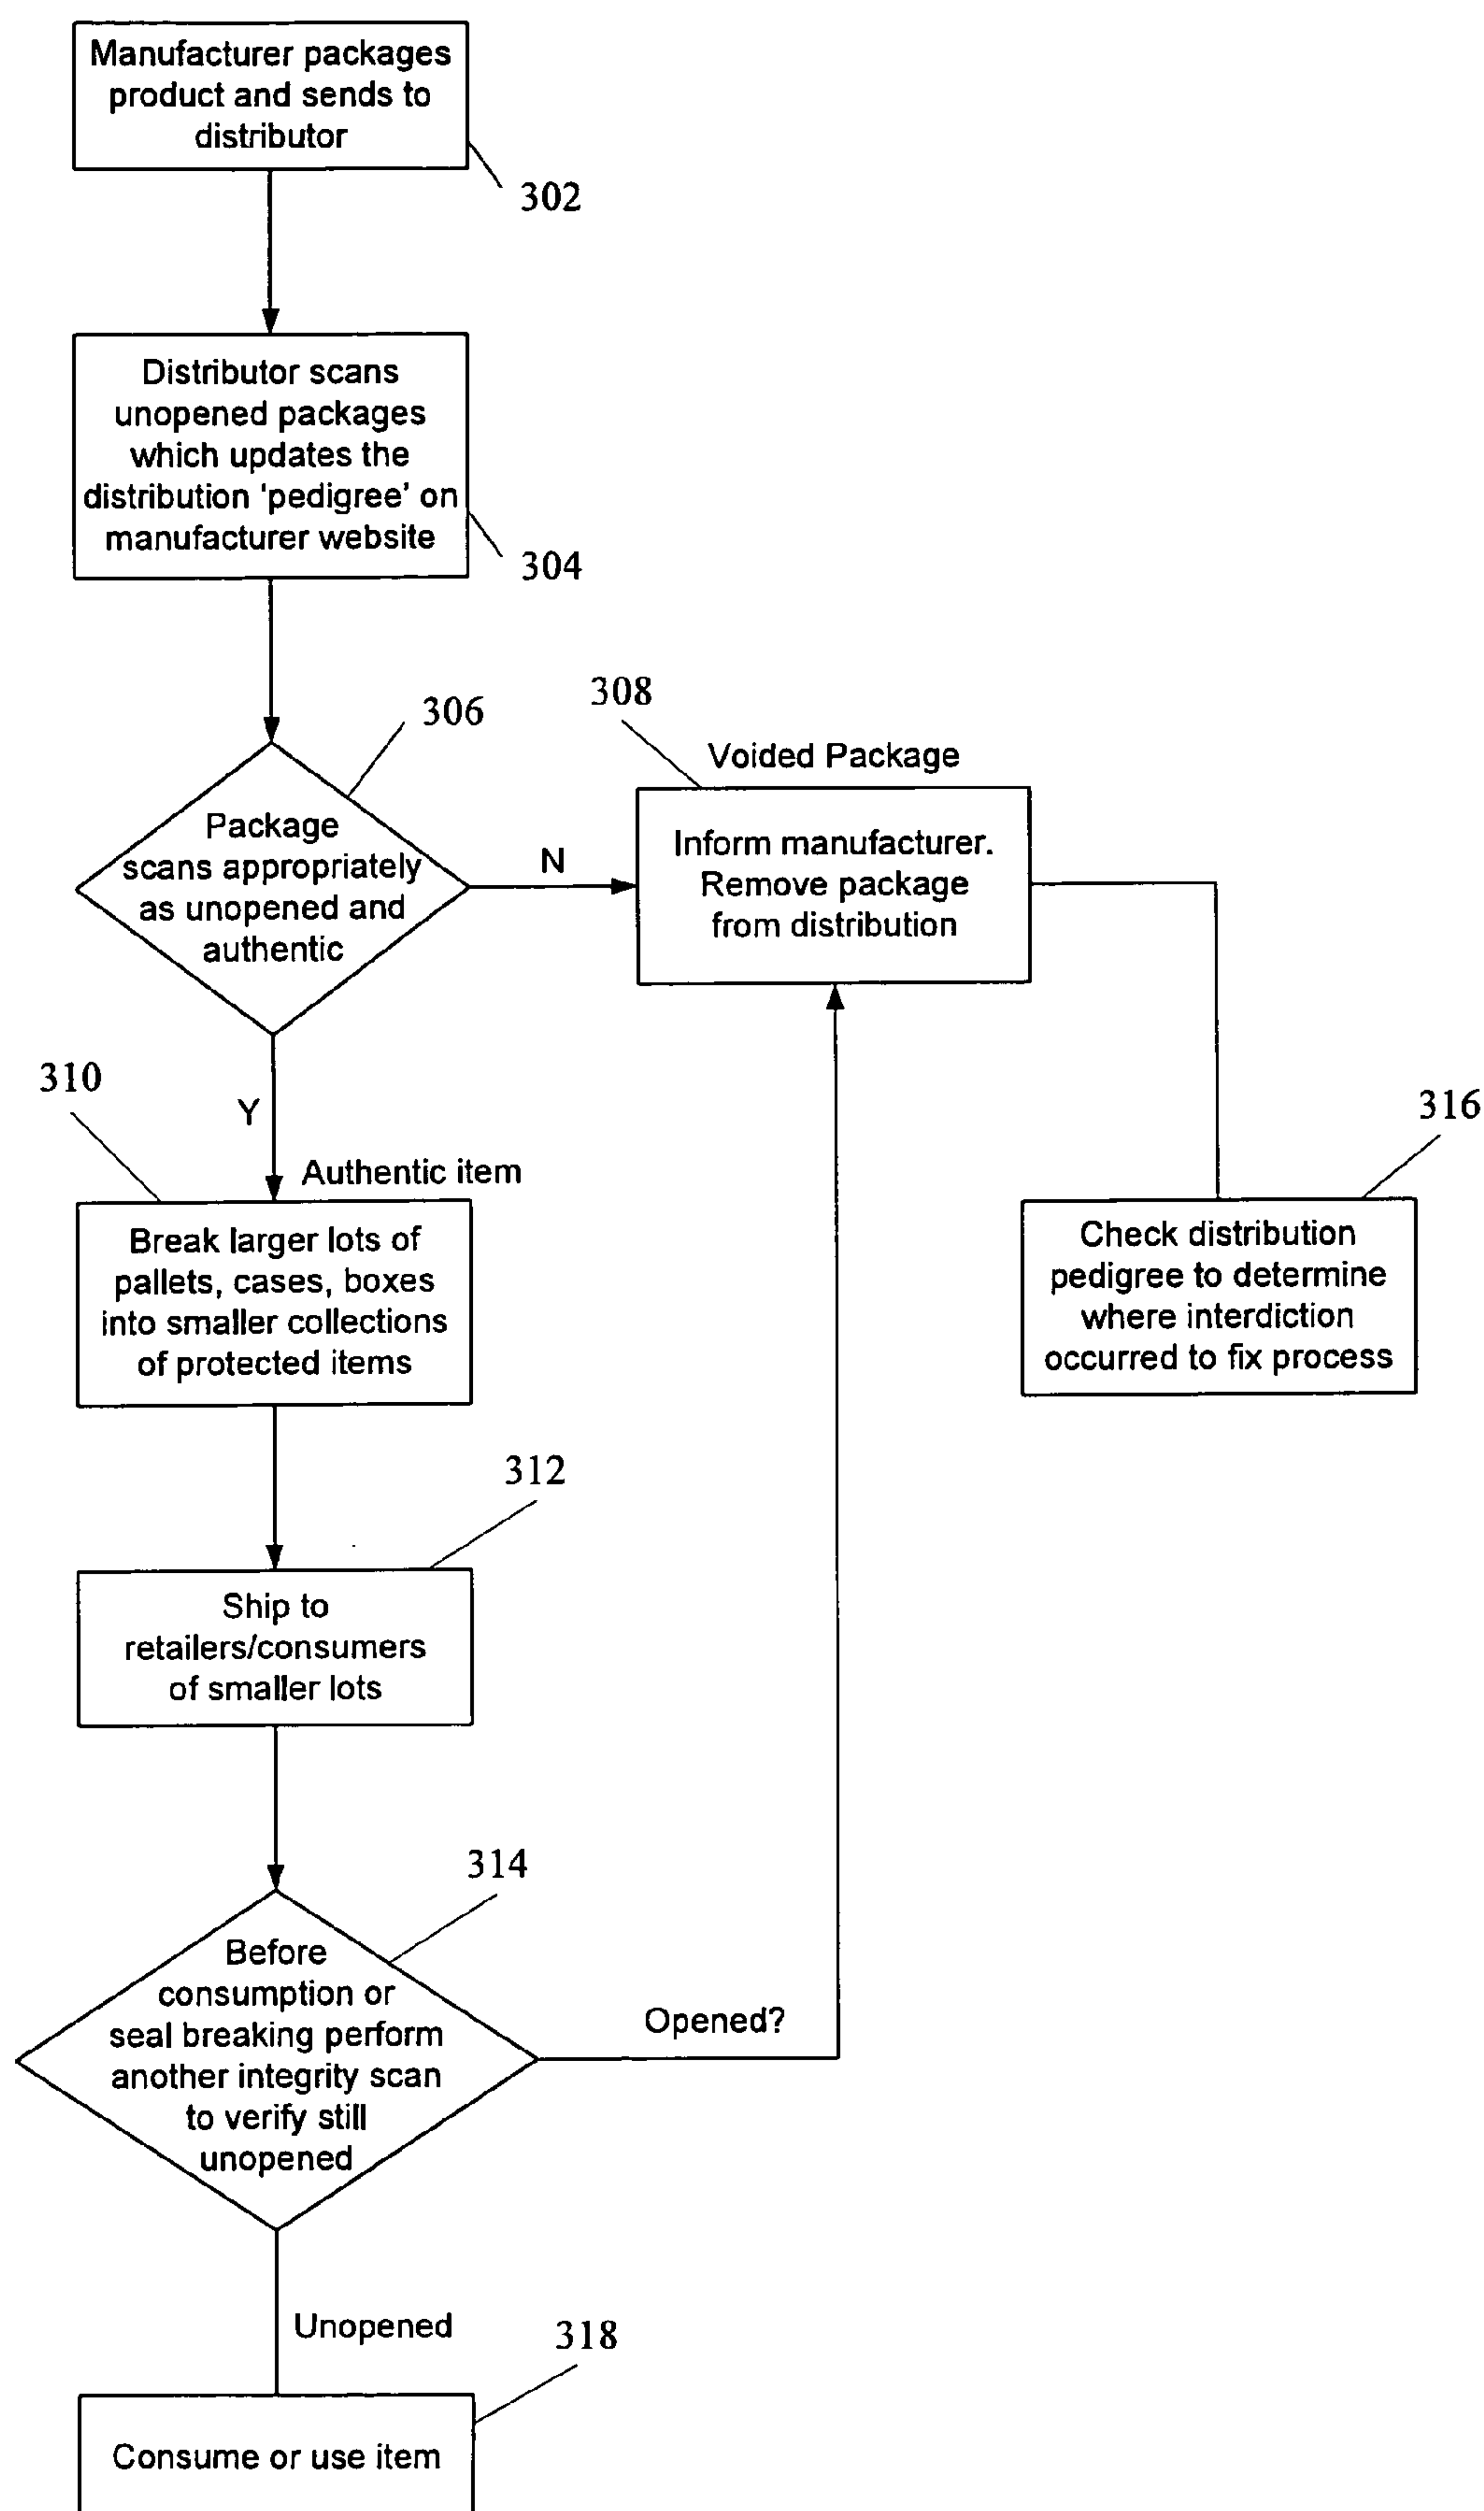 Manufacturer packages
product and sends to
distributor
302
Distributor scans
unopened packages
which updates the
distribution 'pedigree' on
manufacturer website
304
306
308
Voided Package
Package
scans appropriately
as unopened and
authentic
N
Inform manufacturer.
Remove package
from distribution
310
Y
Authentic item
316
Break larger lots of
pallets, cases, boxes
into smaller collections
of protected items
Check distribution
pedigree to determine
where interdiction
occurred to fix process
312
Ship to
retailers/consumers
of smaller lots
314
Before
consumption or
seal breaking perform
another integrity scan
to verify still
unopened
Opened?
Unopened
318
Consume or use item